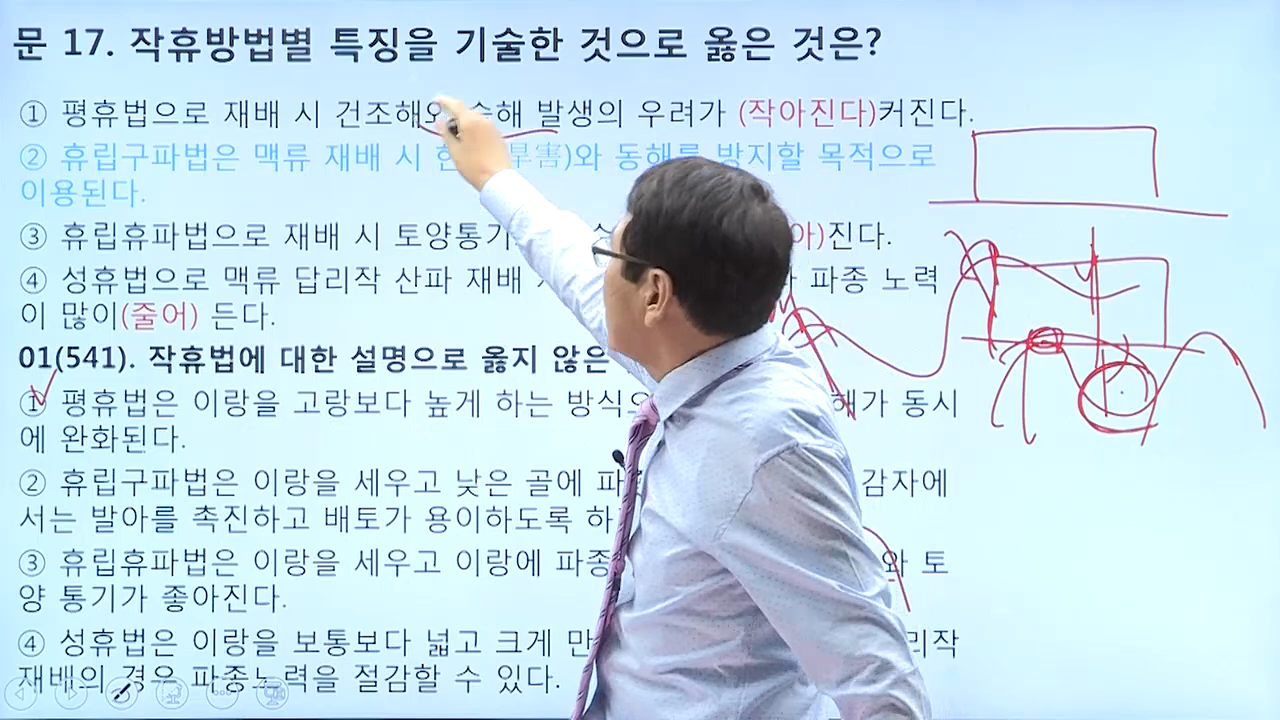 문 17. 작휴방법별 특징을 기술한 것으로 옳은 것은?
① 평휴법으로 재배 시 건조해와 습해 발생의 우려가 (작아진다)커진다.
② 휴립구파법은 맥류 재배 시 한해(旱害)와 동해를 방지할 목적으로
이용된다.
③ 휴립휴파법으로 재배 시 토양통기 진다.
④ 성휴법으로 맥류 답리작 산파 재배 파종 노력
이 많이(줄어) 든다.
01(541). 작휴법에 대한 설명으로 옳지 않은
① 평휴법은 이랑을 고랑보다 높게 하는 방식으 해가 동시
에 완화된다.
② 휴립구파법은 이랑을 세우고 낮은 골에 파 감자에
서는 발아를 촉진하고 배토가 용이하도록 하
③ 휴립휴파법은 이랑을 세우고 이랑에 파종 와 토
양 통기가 좋아진다.
④ 성휴법은 이랑을 보통보다 넓고 크게 만 리작
재배의 경우 파종노력을 절감할 수 있다.